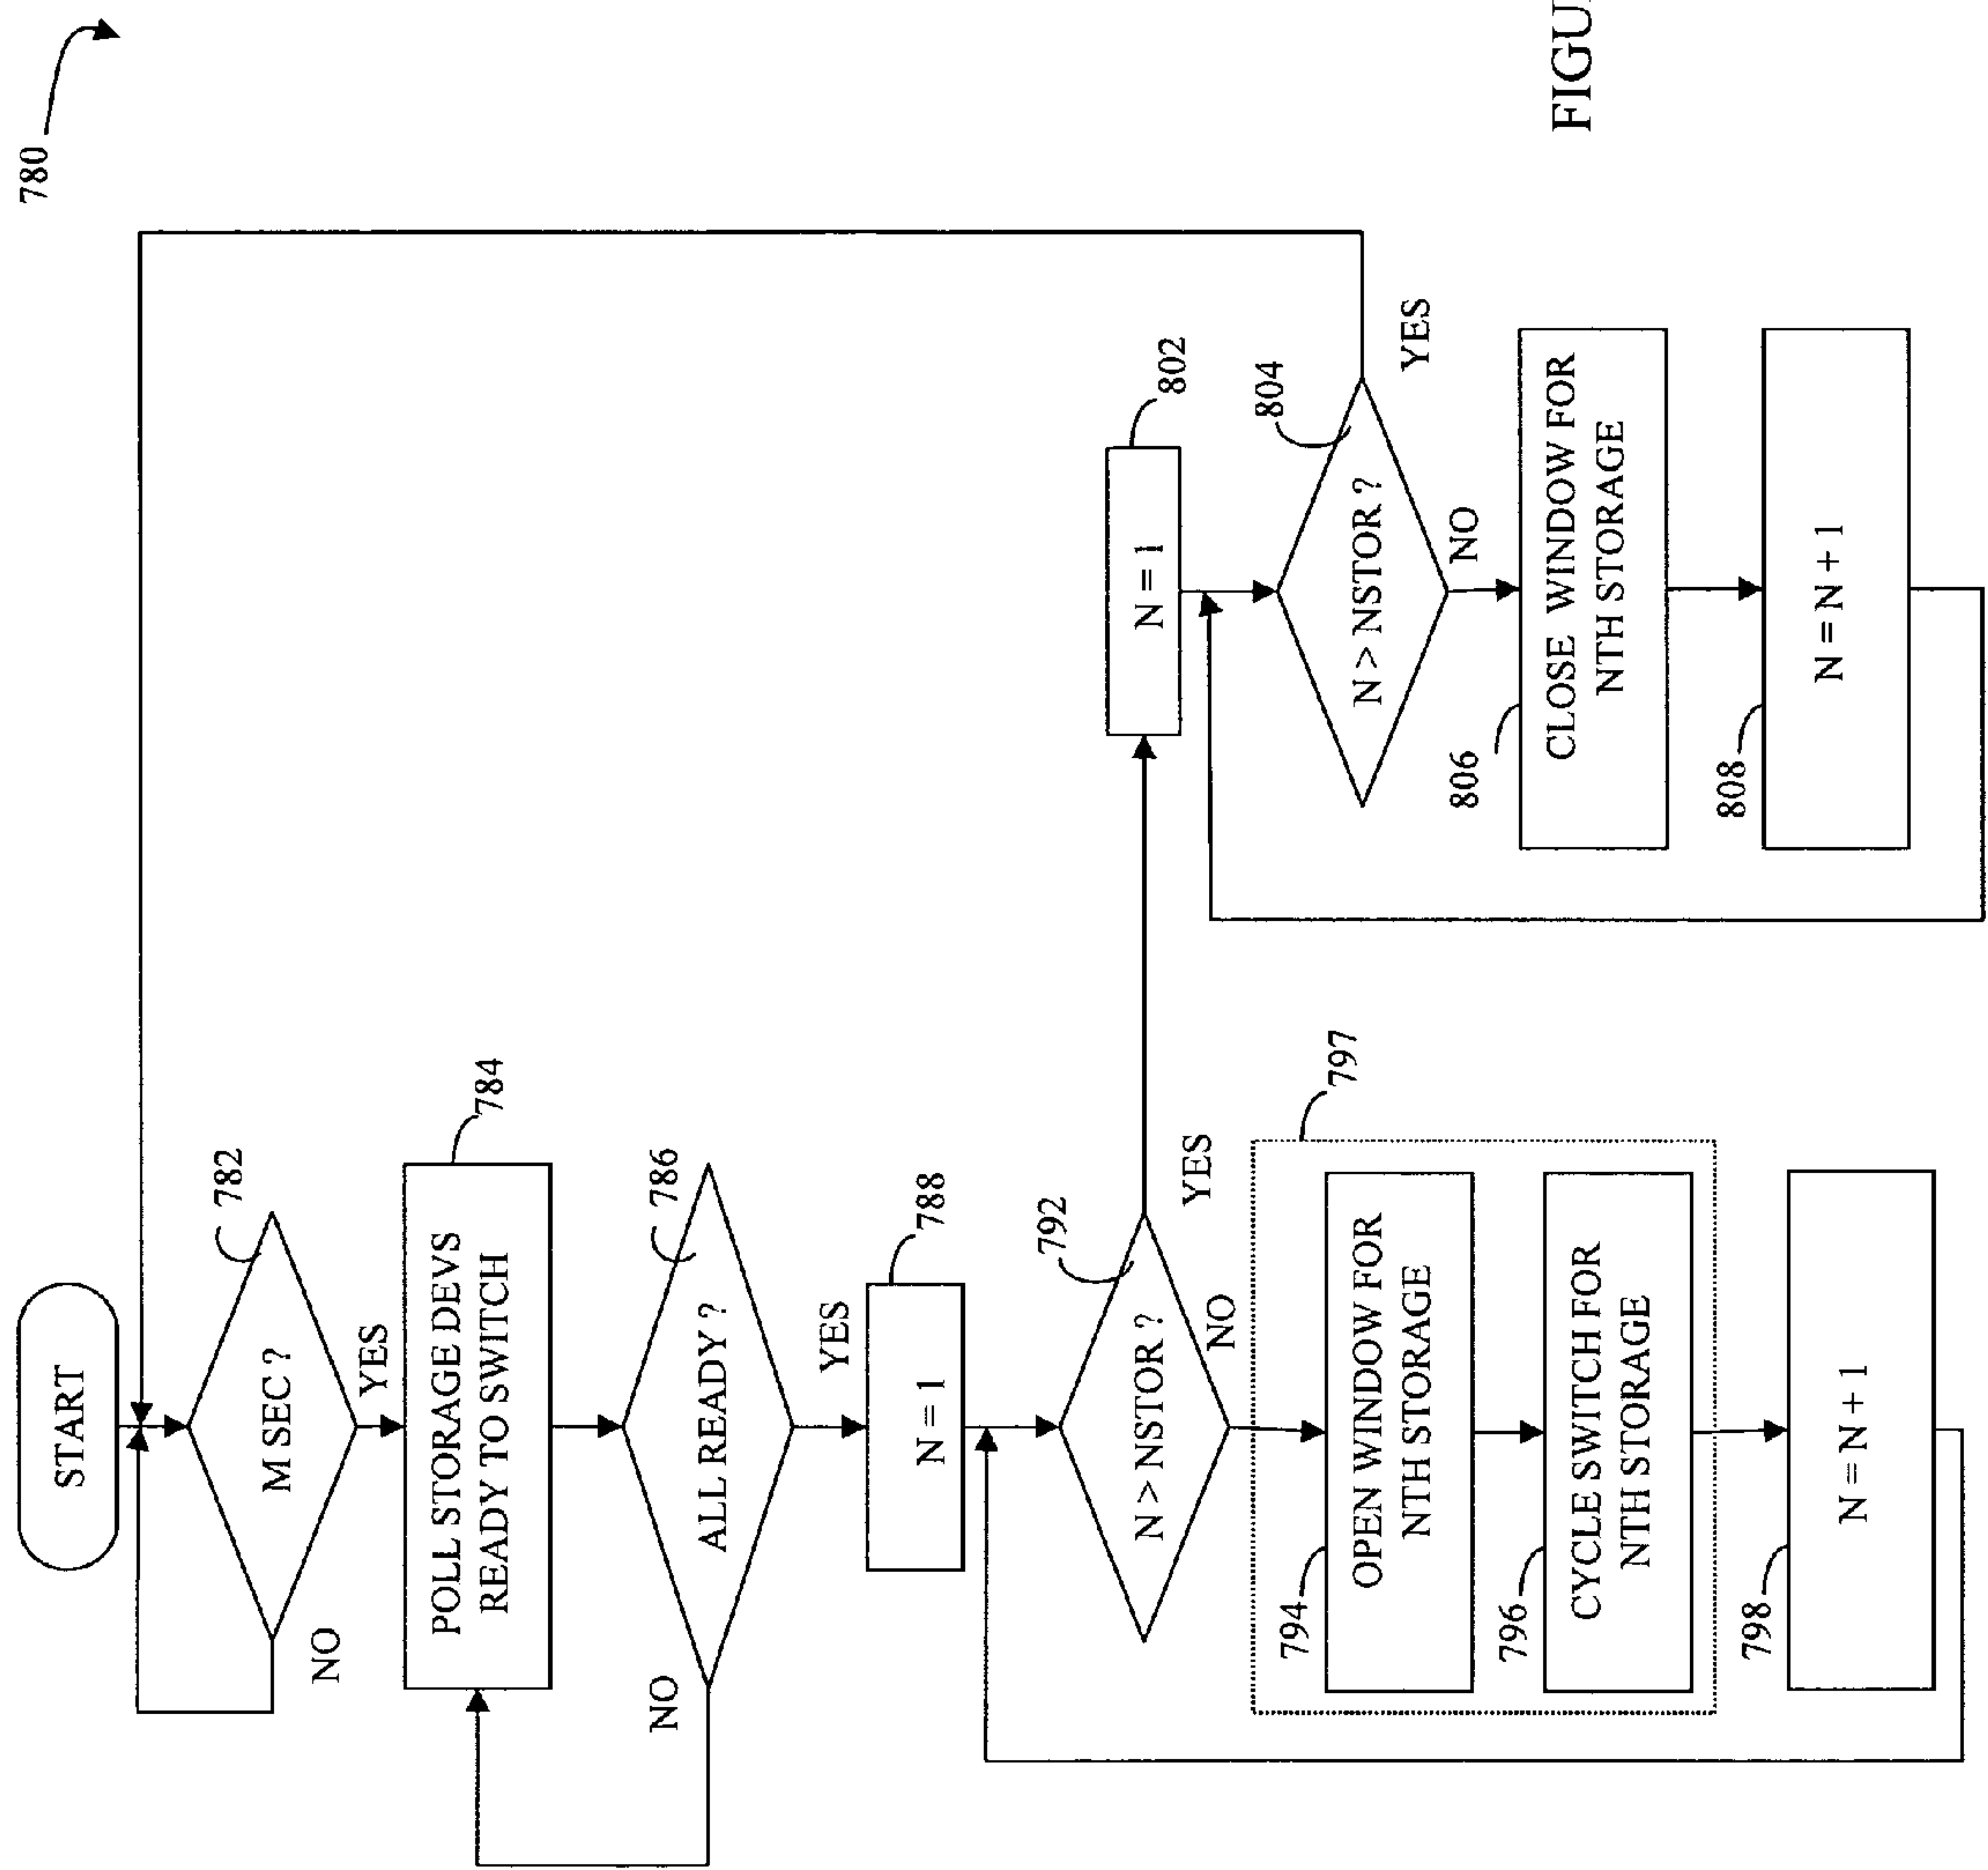 780
START
782
M SEC ?
NO
YES
784
POLL STORAGE DEVS
READY TO SWITCH
786
ALL READY ?
NO
YES
788
N = 1
792
N > NSTOR ?
YES
NO
797
794
OPEN WINDOW FOR
NTH STORAGE
796
CYCLE SWITCH FOR
NTH STORAGE
798
N = N + 1
802
N = 1
804
N > NSTOR ?
YES
NO
806
CLOSE WINDOW FOR
NTH STORAGE
808
N = N + 1